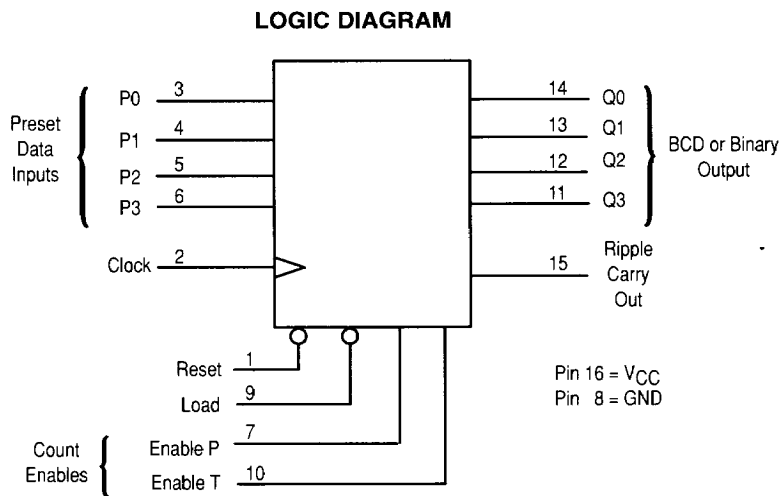 LOGIC DIAGRAM
Preset
Data
Inputs
P0 3
P1 4
P2 5
P3 6
Clock 2
14 Q0
13 Q1
12 Q2
11 Q3
BCD or Binary
Output
15 Ripple
Carry
Out
Reset 1
Load 9
Count
Enables
Enable P 7
Enable T 10
Pin 16 = VCC
Pin 8 = GND